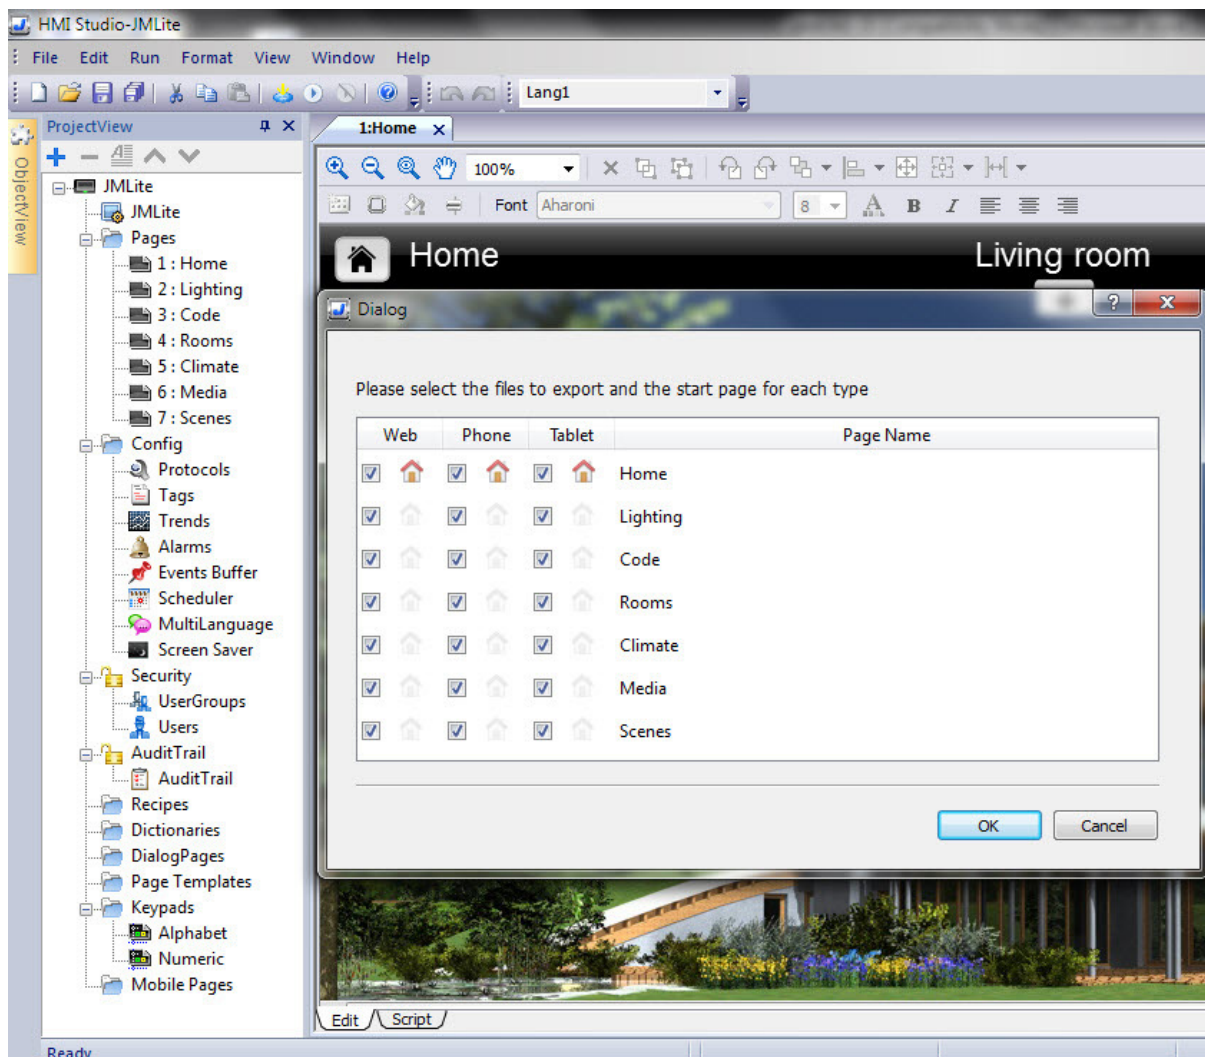 HMI Studio-JMLite
File Edit Run Format View Window Help
Lang1
ObjectView
ProjectView
JMLite
JMLite
Pages
1 : Home
2 : Lighting
3 : Code
4 : Rooms
5 : Climate
6 : Media
7 : Scenes
Config
Protocols
Tags
Trends
Alarms
Events Buffer
Scheduler
MultiLanguage
Screen Saver
Security
UserGroups
Users
AuditTrail
AuditTrail
Recipes
Dictionaries
DialogPages
Page Templates
Keypads
Alphabet
Numeric
Mobile Pages
1:Home
100%
Font Aharoni 8 A B I
Home Living room
Dialog
Please select the files to export and the start page for each type
Web Phone Tablet Page Name
Home
Lighting
Code
Rooms
Climate
Media
Scenes
OK Cancel
Edit Script
Ready